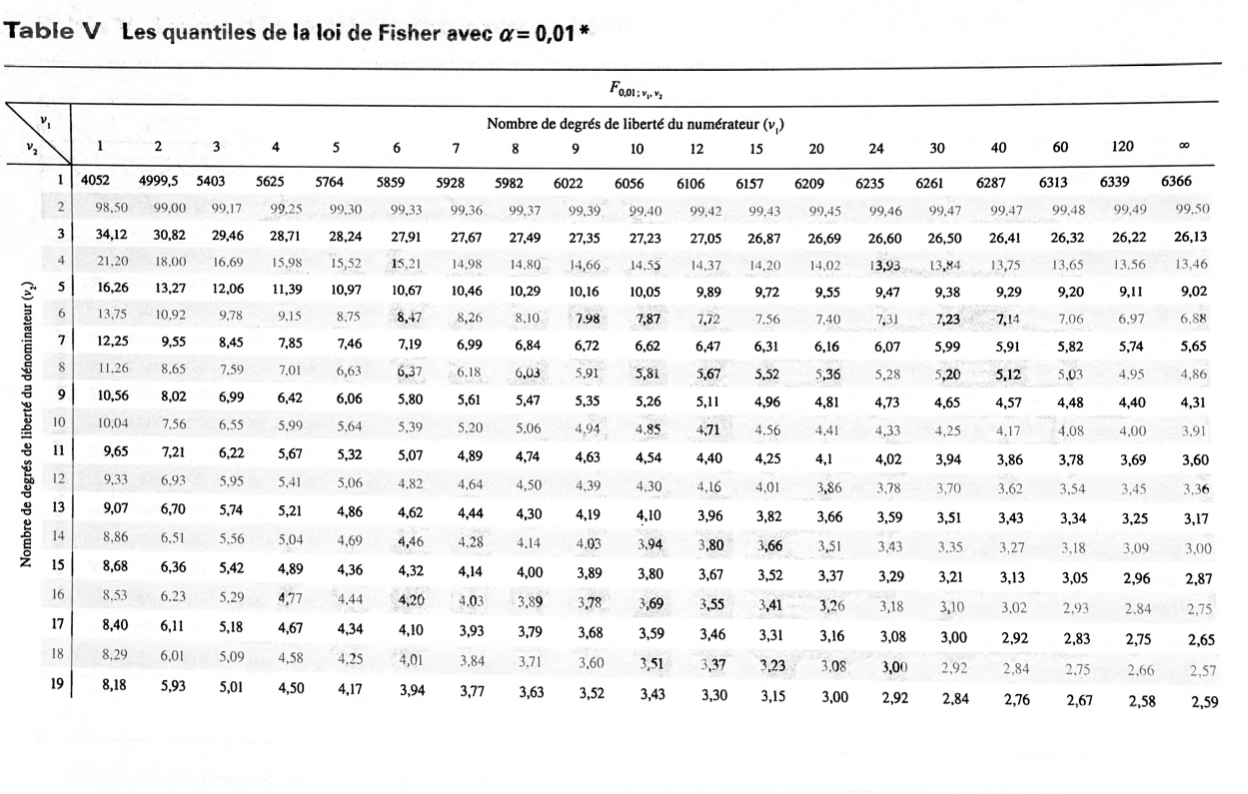 Table V Les quantiles de la loi de Fisher avec α = 0,01*
F0,01 ; ν1, ν2
ν1 Nombre de degrés de liberté du numérateur (ν1)
ν2 1 2 3 4 5 6 7 8 9 10 12 15 20 24 30 40 60 120 ∞
Nombre de degrés de liberté du dénominateur (ν2)
1 4052 4999,5 5403 5625 5764 5859 5928 5982 6022 6056 6106 6157 6209 6235 6261 6287 6313 6339 6366
2 98,50 99,00 99,17 99,25 99,30 99,33 99,36 99,37 99,39 99,40 99,42 99,43 99,45 99,46 99,47 99,47 99,48 99,49 99,50
3 34,12 30,82 29,46 28,71 28,24 27,91 27,67 27,49 27,35 27,23 27,05 26,87 26,69 26,60 26,50 26,41 26,32 26,22 26,13
4 21,20 18,00 16,69 15,98 15,52 15,21 14,98 14,80 14,66 14,55 14,37 14,20 14,02 13,93 13,84 13,75 13,65 13,56 13,46
5 16,26 13,27 12,06 11,39 10,97 10,67 10,46 10,29 10,16 10,05 9,89 9,72 9,55 9,47 9,38 9,29 9,20 9,11 9,02
6 13,75 10,92 9,78 9,15 8,75 8,47 8,26 8,10 7,98 7,87 7,72 7,56 7,40 7,31 7,23 7,14 7,06 6,97 6,88
7 12,25 9,55 8,45 7,85 7,46 7,19 6,99 6,84 6,72 6,62 6,47 6,31 6,16 6,07 5,99 5,91 5,82 5,74 5,65
8 11,26 8,65 7,59 7,01 6,63 6,37 6,18 6,03 5,91 5,81 5,67 5,52 5,36 5,28 5,20 5,12 5,03 4,95 4,86
9 10,56 8,02 6,99 6,42 6,06 5,80 5,61 5,47 5,35 5,26 5,11 4,96 4,81 4,73 4,65 4,57 4,48 4,40 4,31
10 10,04 7,56 6,55 5,99 5,64 5,39 5,20 5,06 4,94 4,85 4,71 4,56 4,41 4,33 4,25 4,17 4,08 4,00 3,91
11 9,65 7,21 6,22 5,67 5,32 5,07 4,89 4,74 4,63 4,54 4,40 4,25 4,1 4,02 3,94 3,86 3,78 3,69 3,60
12 9,33 6,93 5,95 5,41 5,06 4,82 4,64 4,50 4,39 4,30 4,16 4,01 3,86 3,78 3,70 3,62 3,54 3,45 3,36
13 9,07 6,70 5,74 5,21 4,86 4,62 4,44 4,30 4,19 4,10 3,96 3,82 3,66 3,59 3,51 3,43 3,34 3,25 3,17
14 8,86 6,51 5,56 5,04 4,69 4,46 4,28 4,14 4,03 3,94 3,80 3,66 3,51 3,43 3,35 3,27 3,18 3,09 3,00
15 8,68 6,36 5,42 4,89 4,36 4,32 4,14 4,00 3,89 3,80 3,67 3,52 3,37 3,29 3,21 3,13 3,05 2,96 2,87
16 8,53 6,23 5,29 4,77 4,44 4,20 4,03 3,89 3,78 3,69 3,55 3,41 3,26 3,18 3,10 3,02 2,93 2,84 2,75
17 8,40 6,11 5,18 4,67 4,34 4,10 3,93 3,79 3,68 3,59 3,46 3,31 3,16 3,08 3,00 2,92 2,83 2,75 2,65
18 8,29 6,01 5,09 4,58 4,25 4,01 3,84 3,71 3,60 3,51 3,37 3,23 3,08 3,00 2,92 2,84 2,75 2,66 2,57
19 8,18 5,93 5,01 4,50 4,17 3,94 3,77 3,63 3,52 3,43 3,30 3,15 3,00 2,92 2,84 2,76 2,67 2,58 2,59